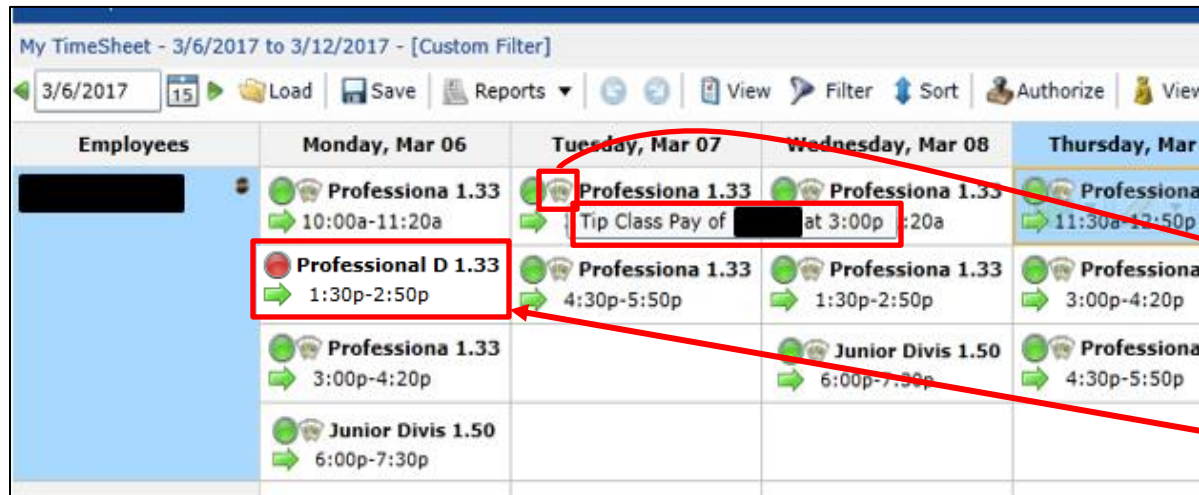 My TimeSheet - 3/6/2017 to 3/12/2017 - [Custom Filter]
3/6/2017 15 Load Save Reports View Filter Sort Authorize View
Employees Monday, Mar 06 Tuesday, Mar 07 Wednesday, Mar 08 Thursday, Mar
Professiona 1.33 Professiona 1.33 Professiona 1.33 Professiona
10:00a-11:20a Tip Class Pay of at 3:00p :20a 11:30a-12:50p
Professional D 1.33 Professiona 1.33 Professiona 1.33 Professiona
1:30p-2:50p 4:30p-5:50p 1:30p-2:50p 3:00p-4:20p
Professiona 1.33 Junior Divis 1.50 Professiona
3:00p-4:20p 6:00p-7:30p 4:30p-5:50p
Junior Divis 1.50
6:00p-7:30p